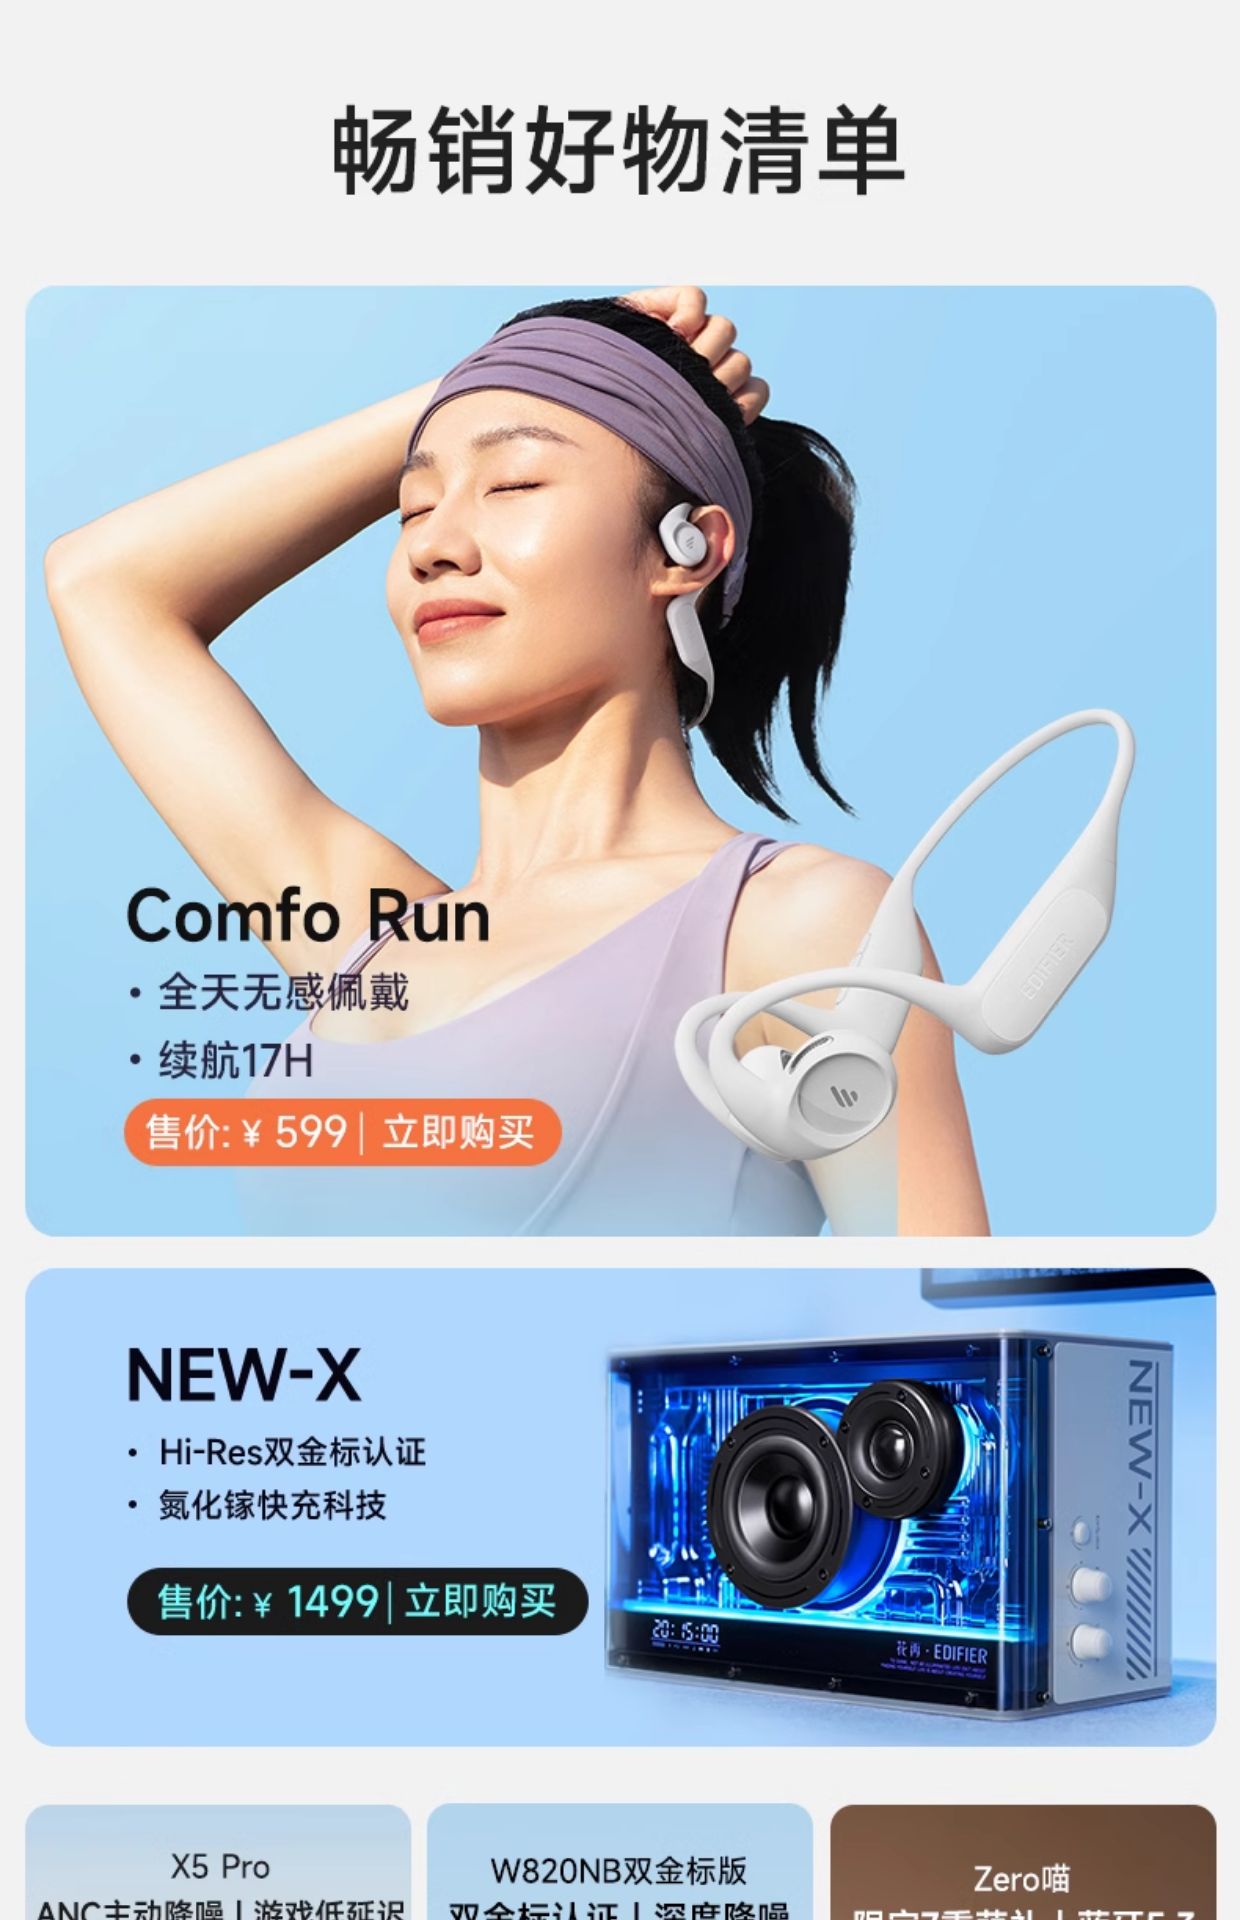 畅销好物清单
EDIFIER
Comfo Run
• 全天无感佩戴
• 续航17H
售价: ¥ 599 | 立即购买
NEW-X
• Hi-Res双金标认证
• 氮化镓快充科技
售价: ¥ 1499 | 立即购买
NEW-X
20: 15:00
花再 · EDIFIER
X5 Pro
ANC主动降噪 | 游戏低延迟
W820NB双金标版
双金标认证 | 深度降噪
Zero喵